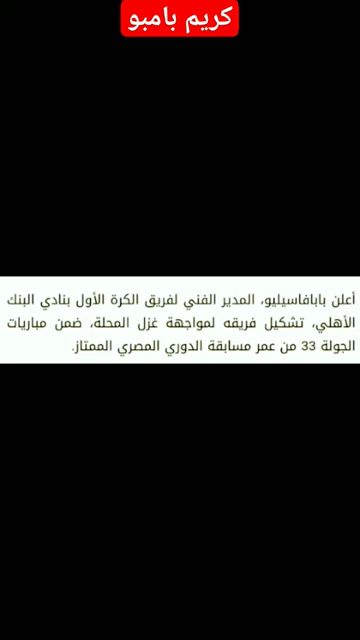 كريم بامبو
أعلن بابافاسيليو، المدير الفني لفريق الكرة الأول بنادي البنك
الأهلي، تشكيل فريقه لمواجهة غزل المحلة، ضمن مباريات
الجولة 33 من عمر مسابقة الدوري المصري الممتاز.